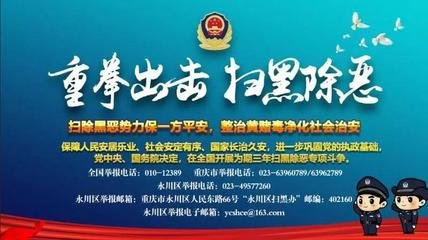 重拳出击 扫黑除恶
扫除黑恶势力保一方平安，整治黄赌毒净化社会治安
保障人民安居乐业、社会安定有序、国家长治久安，进一步巩固党的执政基础，
党中央、国务院决定，在全国开展为期三年扫黑除恶专项斗争。
全国举报电话：010-12389 重庆市举报电话：023-63960789/63962789
永川区举报电话：023-49577260
永川区举报邮箱：重庆市永川区人民东路66号“永川区扫黑办”邮编：402160
永川区举报电子邮箱：ycshce@163.com